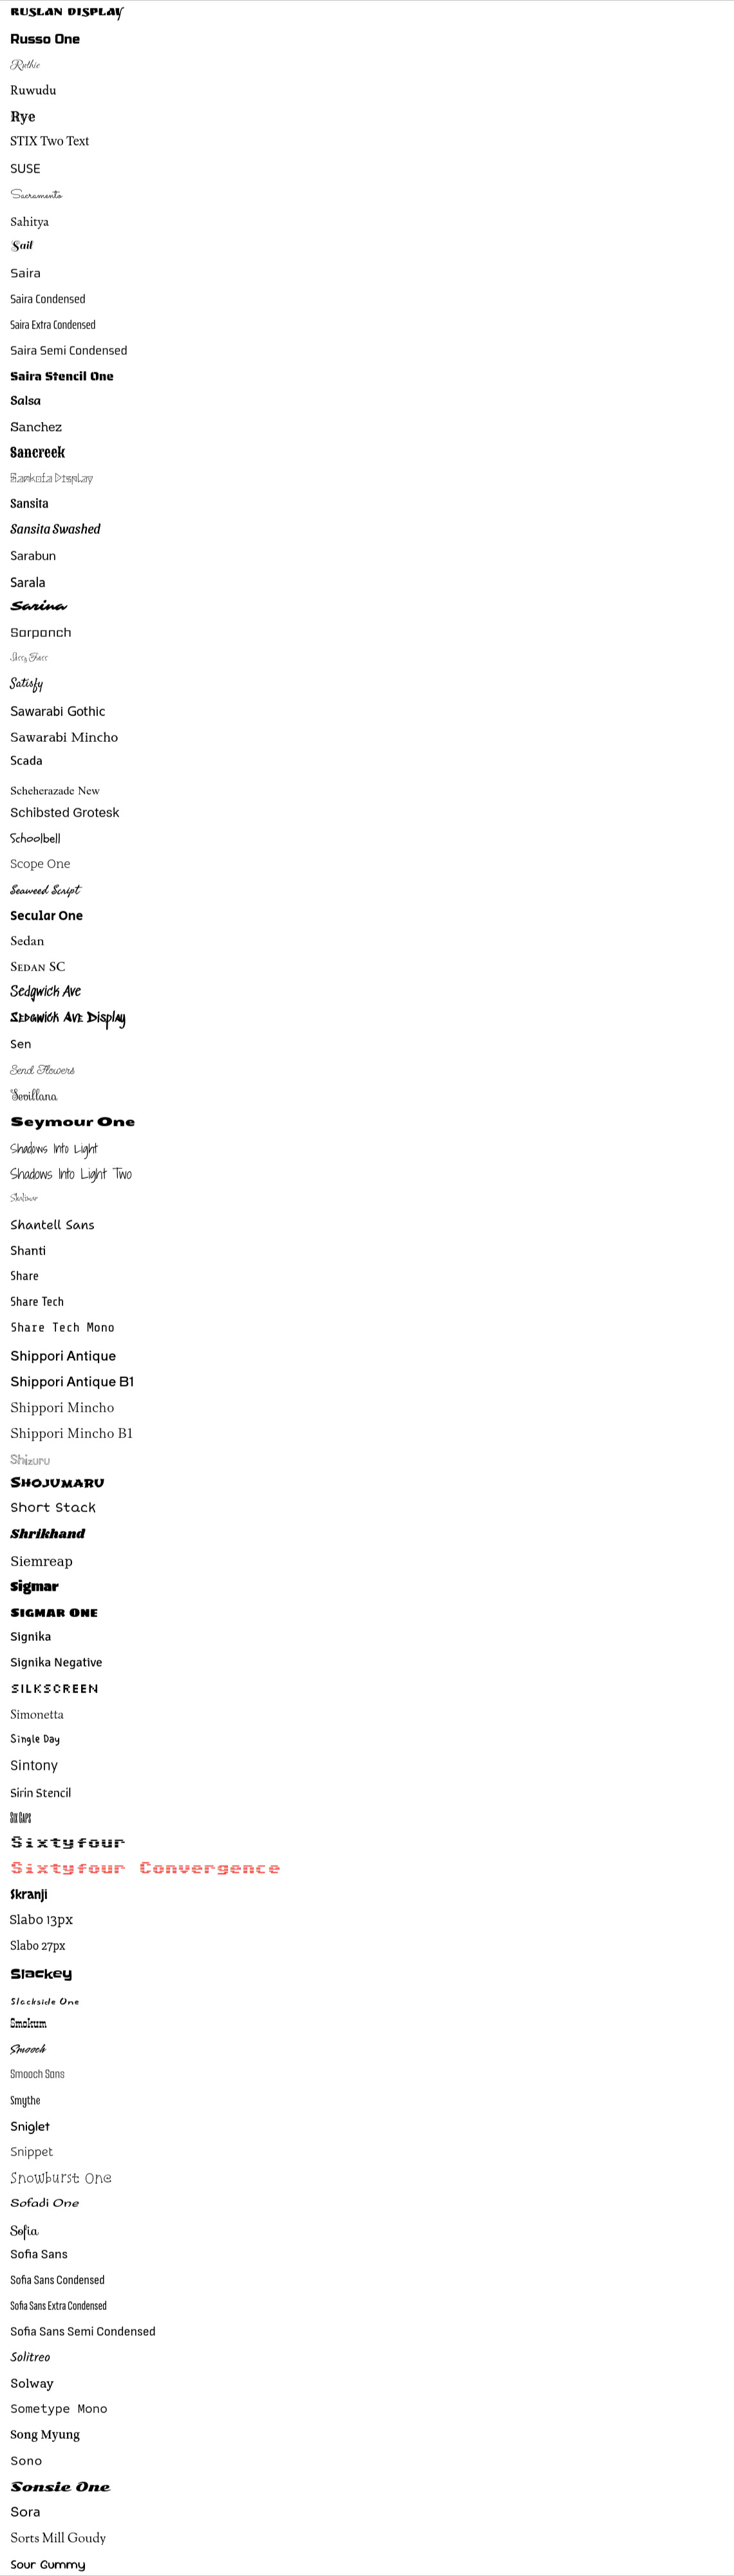 RUSLAN DISPLAY
Russo One
Ruthie
Ruwudu
Rye
STIX Two Text
SUSE
Sacramento
Sahitya
Sail
Saira
Saira Condensed
Saira Extra Condensed
Saira Semi Condensed
Saira Stencil One
Salsa
Sanchez
Sancreek
Sankofa Display
Sansita
Sansita Swashed
Sarabun
Sarala
Sarina
Sarpanch
Sassy Frass
Satisfy
Sawarabi Gothic
Sawarabi Mincho
Scada
Scheherazade New
Schibsted Grotesk
Schoolbell
Scope One
Seaweed Script
Secular One
Sedan
SEDAN SC
Sedgwick Ave
Sedgwick Ave Display
Sen
Send Flowers
Sevillana
Seymour One
Shadows Into Light
Shadows Into Light Two
Shalimar
Shantell Sans
Shanti
Share
Share Tech
Share Tech Mono
Shippori Antique
Shippori Antique B1
Shippori Mincho
Shippori Mincho B1
Shizuru
SHOJUMARU
Short Stack
Shrikhand
Siemreap
Sigmar
SIGMAR ONE
Signika
Signika Negative
SILKSCREEN
Simonetta
Single Day
Sintony
Sirin Stencil
SIX CAPS
Sixtyfour
Sixtyfour Convergence
Skranji
Slabo 13px
Slabo 27px
Slackey
Slackside One
Smokum
Smooch
Smooch Sans
Smythe
Sniglet
Snippet
Snowburst One
Sofadi One
Sofia
Sofia Sans
Sofia Sans Condensed
Sofia Sans Extra Condensed
Sofia Sans Semi Condensed
Solitreo
Solway
Sometype Mono
Song Myung
Sono
Sonsie One
Sora
Sorts Mill Goudy
Sour Gummy